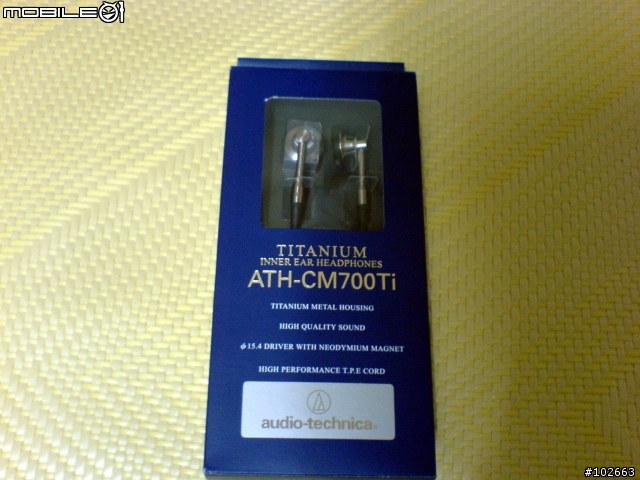 MOBILE01
TITANIUM
INNER EAR HEADPHONES
ATH-CM700Ti
TITANIUM METAL HOUSING
HIGH QUALITY SOUND
ϕ15.4 DRIVER WITH NEODYMIUM MAGNET
HIGH PERFORMANCE T.P.E CORD
audio-technica®
#102663